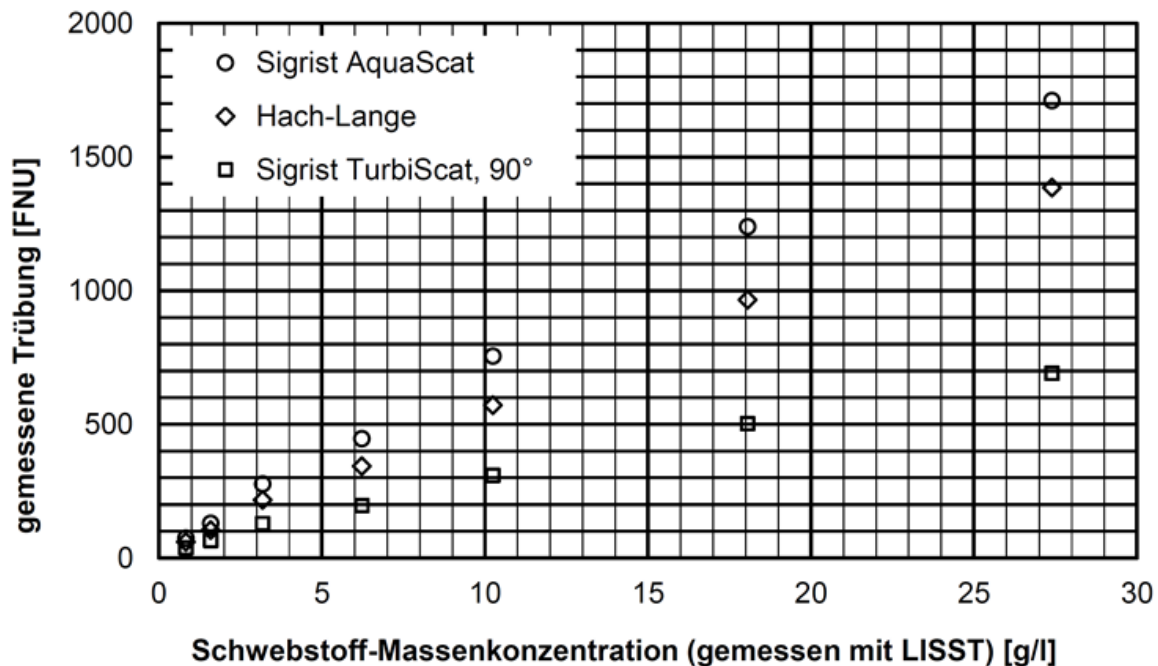 2000
1500
1000
500
0
gemessene Trübung [FNU]
Sigrist AquaScat
Hach-Lange
Sigrist TurbiScat, 90°
0 5 10 15 20 25 30
Schwebstoff-Massenkonzentration (gemessen mit LISST) [g/l]